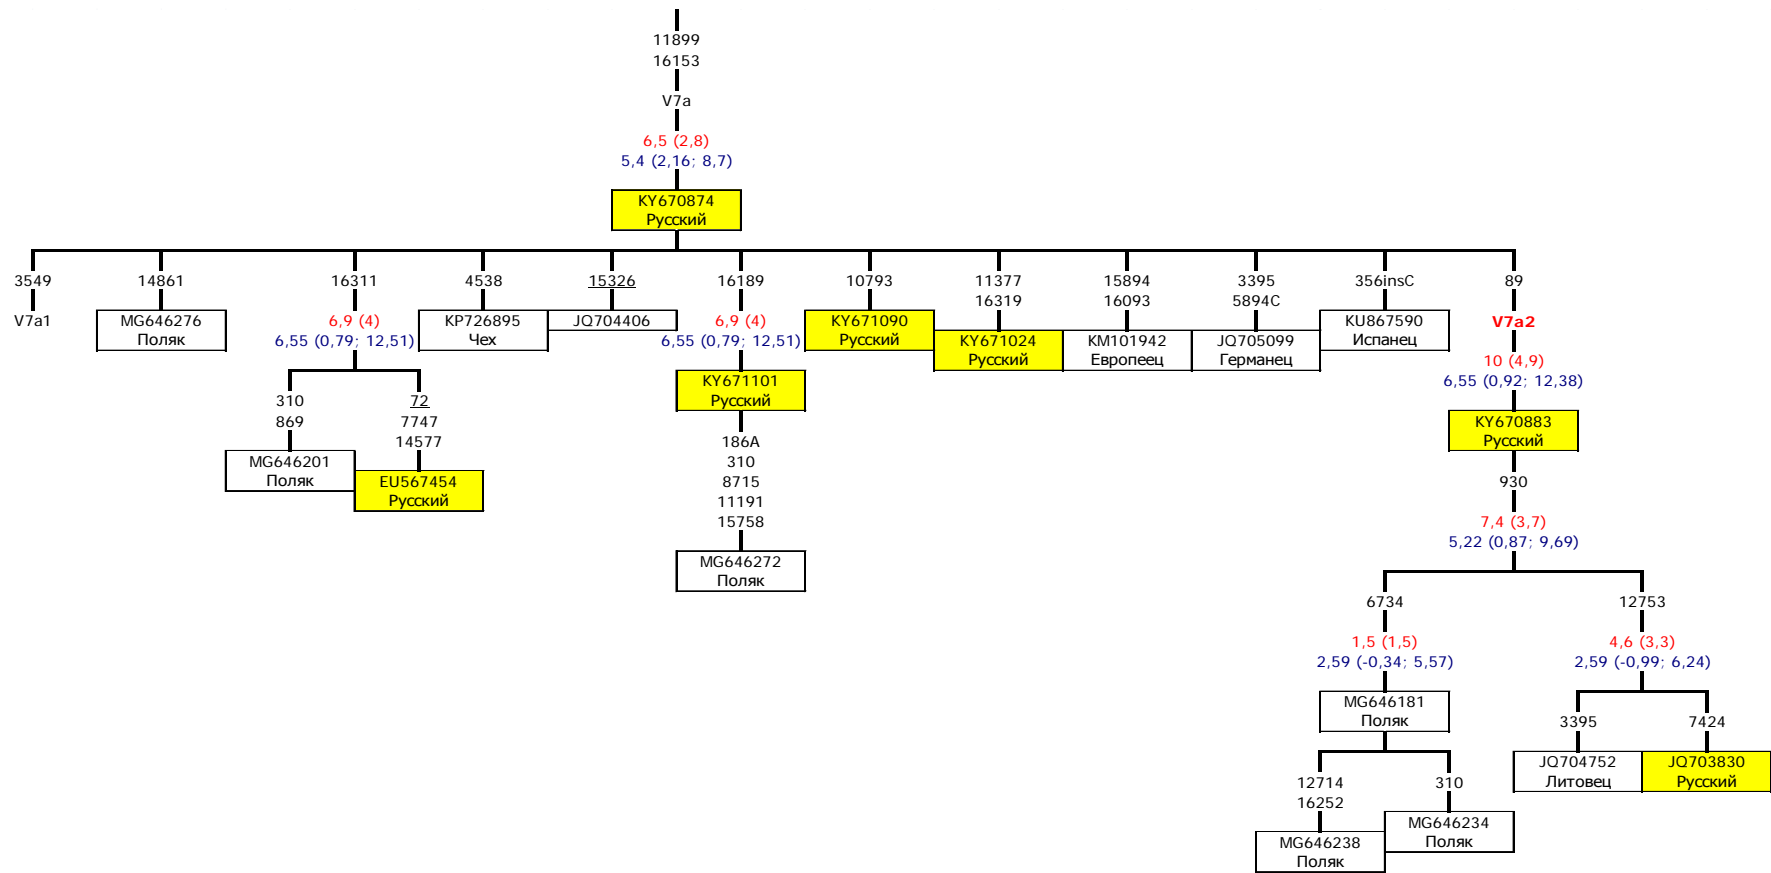 11899
16153
V7a
6,5 (2,8)
5,4 (2,16; 8,7)
KY670874
Русский
3549
V7a1
14861
MG646276
Поляк
16311
6,9 (4)
6,55 (0,79; 12,51)
310
869
MG646201
Поляк
72
7747
14577
EU567454
Русский
4538
KP726895
Чех
15326
JQ704406
16189
6,9 (4)
6,55 (0,79; 12,51)
KY671101
Русский
186A
310
8715
11191
15758
MG646272
Поляк
10793
KY671090
Русский
11377
16319
KY671024
Русский
15894
16093
KM101942
Европеец
3395
5894C
JQ705099
Германец
356insC
KU867590
Испанец
89
V7a2
10 (4,9)
6,55 (0,92; 12,38)
KY670883
Русский
930
7,4 (3,7)
5,22 (0,87; 9,69)
6734
1,5 (1,5)
2,59 (-0,34; 5,57)
MG646181
Поляк
12714
16252
MG646238
Поляк
310
MG646234
Поляк
12753
4,6 (3,3)
2,59 (-0,99; 6,24)
3395
JQ704752
Литовец
7424
JQ703830
Русский